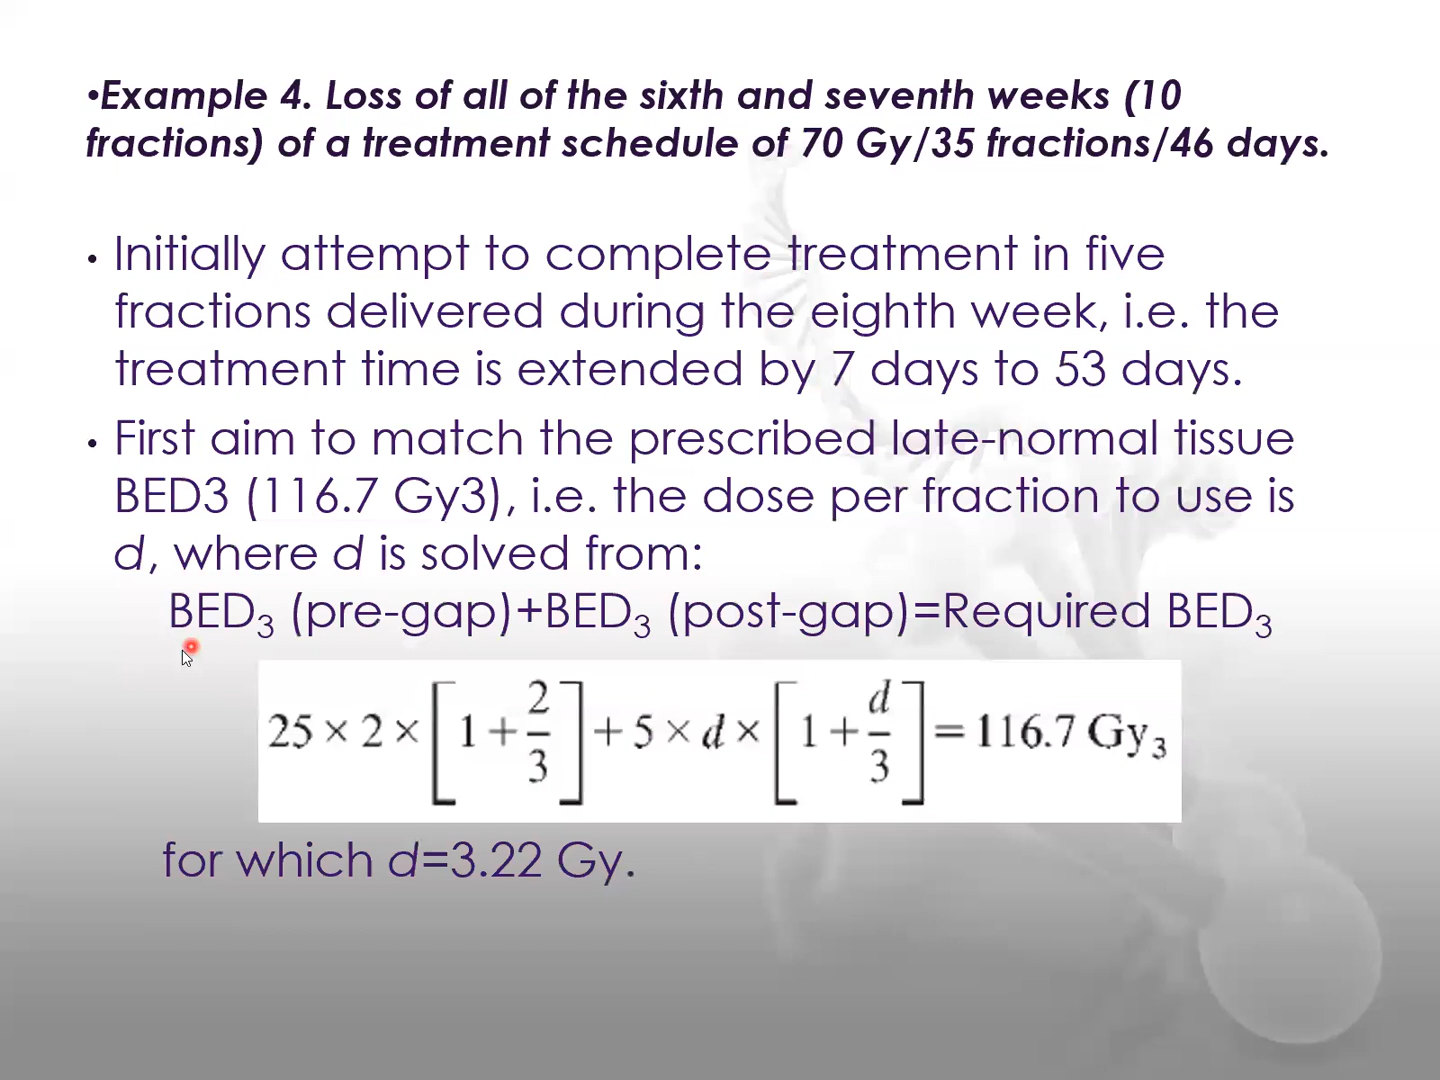 •Example 4. Loss of all of the sixth and seventh weeks (10
fractions) of a treatment schedule of 70 Gy/35 fractions/46 days.
• Initially attempt to complete treatment in five
fractions delivered during the eighth week, i.e. the
treatment time is extended by 7 days to 53 days.
• First aim to match the prescribed late-normal tissue
BED3 (116.7 Gy3), i.e. the dose per fraction to use is
d, where d is solved from:
BED₃ (pre-gap)+BED₃ (post-gap)=Required BED₃
25 × 2 × [1 + 2/3] + 5 × d × [1 + d/3] = 116.7 Gy₃
for which d=3.22 Gy.